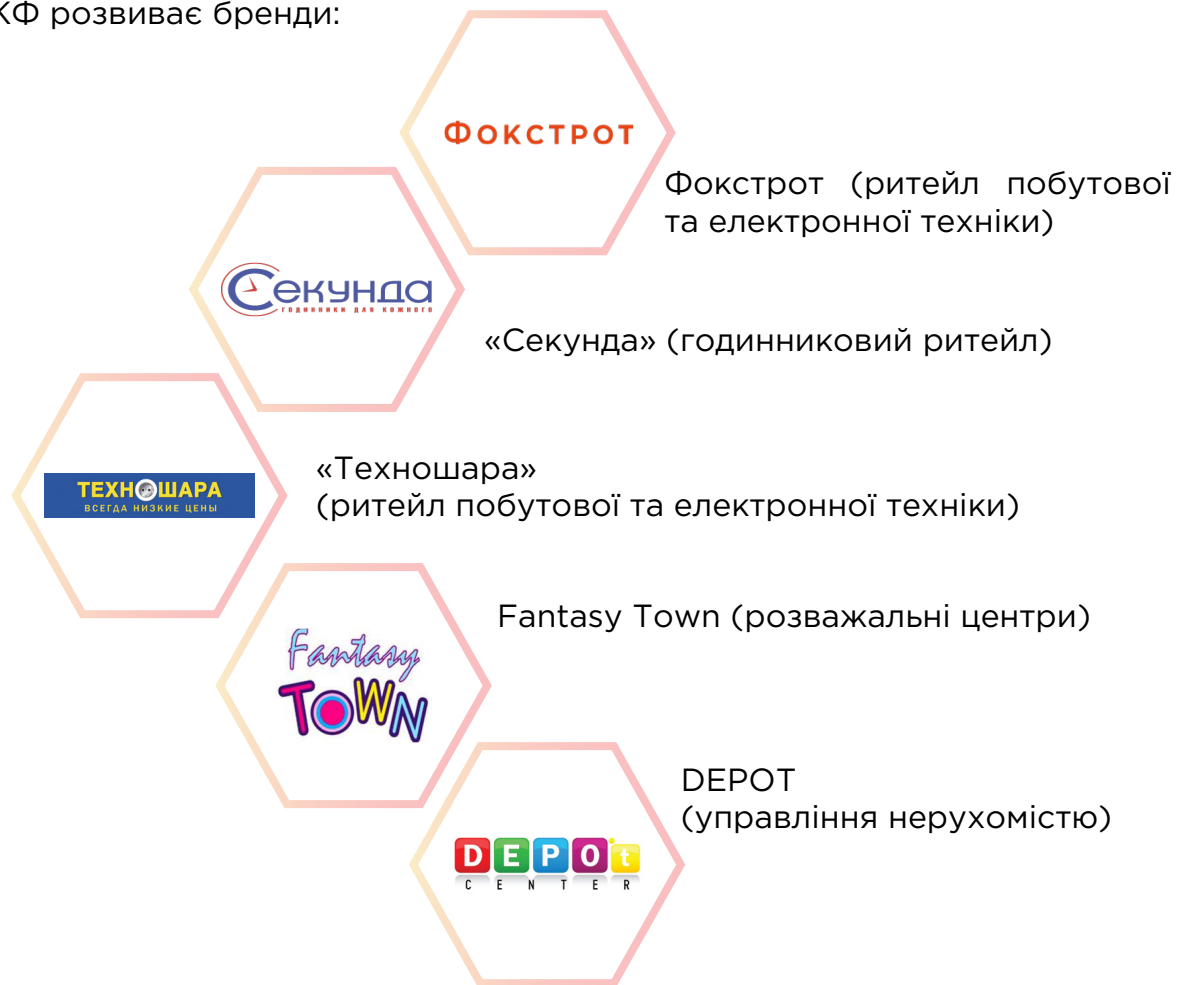 КФ розвиває бренди:
ФОКСТРОТ
Фокстрот (ритейл побутової
та електронної техніки)
Секунда
ГОДИННИКИ ДЛЯ КОЖНОГО
«Секунда» (годинниковий ритейл)
ТЕХНОШАРА
ВСЕГДА НИЗКИЕ ЦЕНЫ
«Техношара»
(ритейл побутової та електронної техніки)
Fantasy
TOWN
Fantasy Town (розважальні центри)
DEPOt
CENTER
DEPOT
(управління нерухомістю)